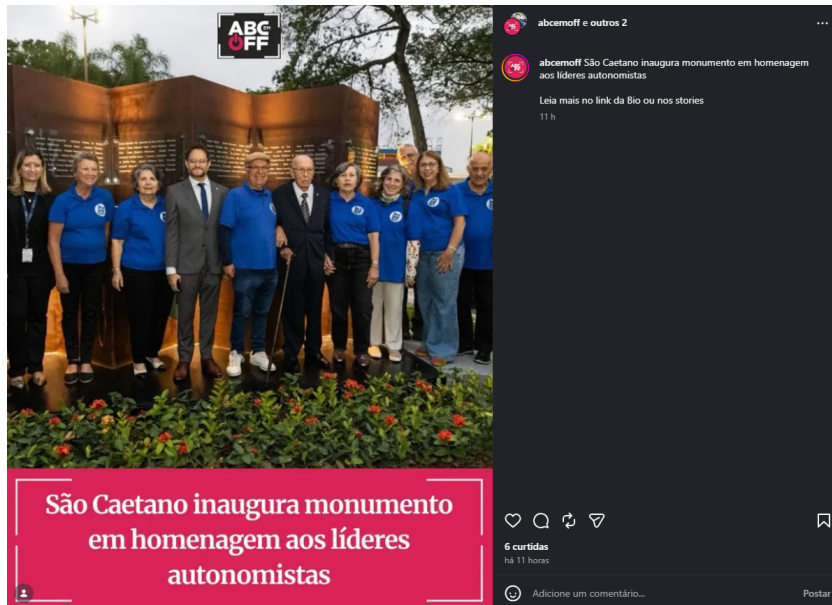 ABC
EM
OFF
São Caetano inaugura monumento
em homenagem aos líderes
autonomistas
abcemoff e outros 2
abcemoff São Caetano inaugura monumento em homenagem
aos líderes autonomistas
Leia mais no link da Bio ou nos stories
11 h
6 curtidas
há 11 horas
Adicione um comentário...
Postar